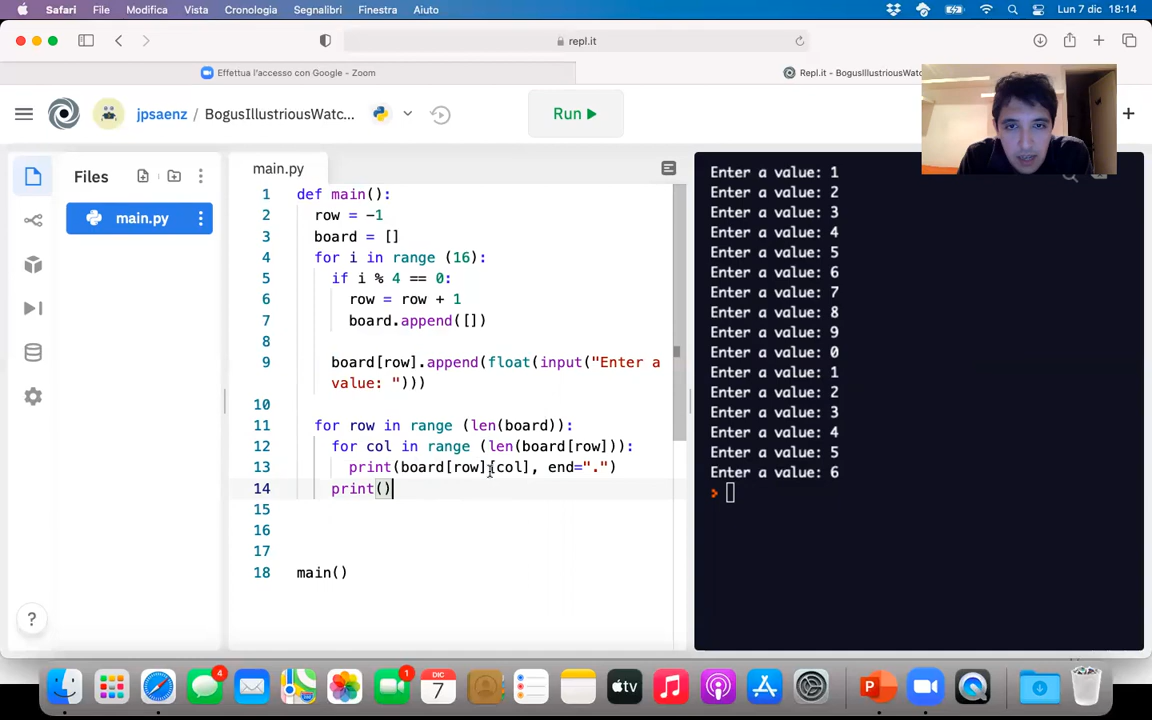 Safari File Modifica Vista Cronologia Segnalibri Finestra Aiuto Lun 7 dic 18:14
repl.it
Effettua l'accesso con Google - Zoom
Repl.it - BogusIllustriousWatc
jpsaenz / BogusIllustriousWatc...
Run
Files
main.py
main.py
1 def main():
2 row = -1
3 board = []
4 for i in range (16):
5 if i % 4 == 0:
6 row = row + 1
7 board.append([])
8
9 board[row].append(float(input("Enter a
value: ")))
10
11 for row in range (len(board)):
12 for col in range (len(board[row])):
13 print(board[row][col], end=".")
14 print()
15
16
17
18 main()
Enter a value: 1
Enter a value: 2
Enter a value: 3
Enter a value: 4
Enter a value: 5
Enter a value: 6
Enter a value: 7
Enter a value: 8
Enter a value: 9
Enter a value: 0
Enter a value: 1
Enter a value: 2
Enter a value: 3
Enter a value: 4
Enter a value: 5
Enter a value: 6
>
?
4
1
DIC
7
tv